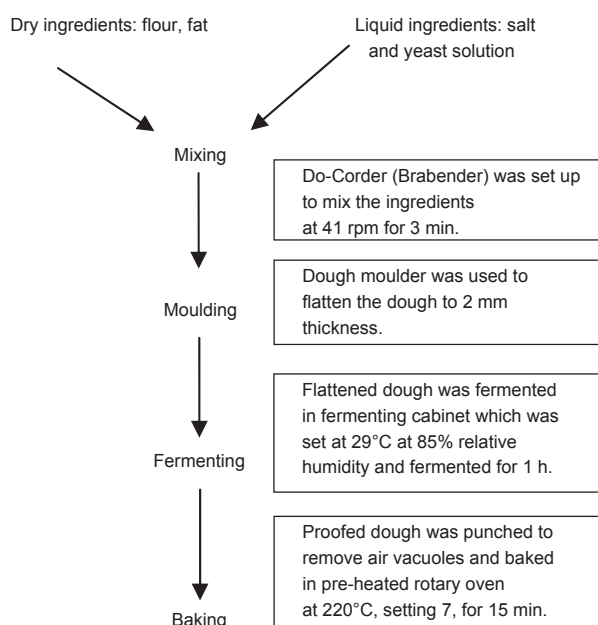 Dry ingredients: flour, fat
Liquid ingredients: salt
and yeast solution
Mixing
Do-Corder (Brabender) was set up
to mix the ingredients
at 41 rpm for 3 min.
Moulding
Dough moulder was used to
flatten the dough to 2 mm
thickness.
Fermenting
Flattened dough was fermented
in fermenting cabinet which was
set at 29°C at 85% relative
humidity and fermented for 1 h.
Baking
Proofed dough was punched to
remove air vacuoles and baked
in pre-heated rotary oven
at 220°C, setting 7, for 15 min.